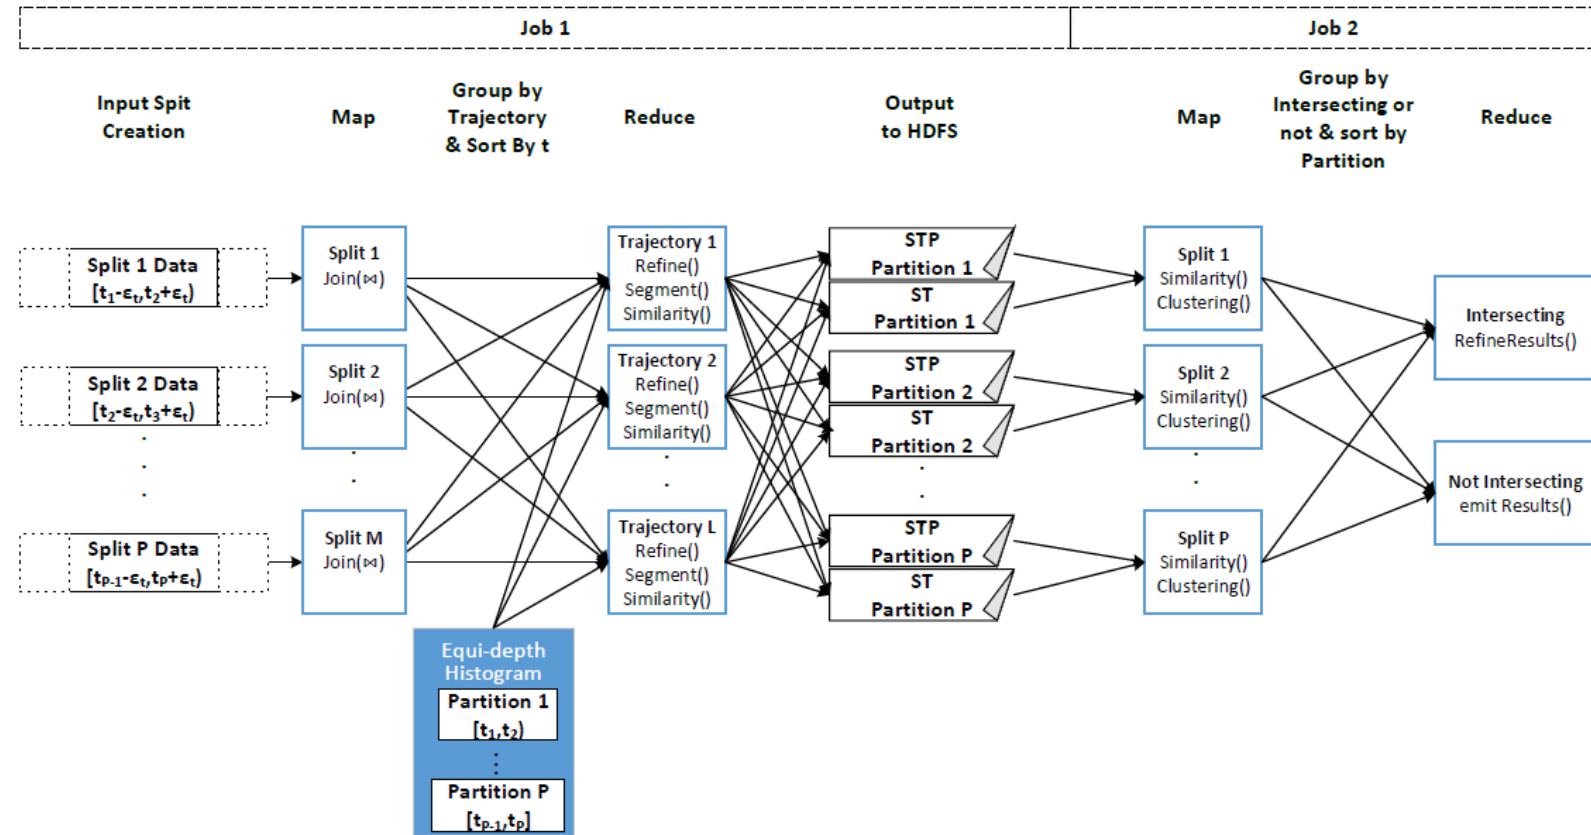 Job 1
Job 2
Input Spit
Creation
Map
Group by
Trajectory
& Sort By t
Reduce
Output
to HDFS
Map
Group by
Intersecting or
not & sort by
Partition
Reduce
Split 1 Data
[t₁-εₜ,t₂+εₜ)
Split 2 Data
[t₂-εₜ,t₃+εₜ)
.
.
.
Split P Data
[t_P-1-εₜ,t_P+εₜ)
Split 1
Join(⋈)
Split 2
Join(⋈)
.
.
Split M
Join(⋈)
Equi-depth
Histogram
Partition 1
[t₁,t₂)
⋮
Partition P
[t_P-1,t_P]
Trajectory 1
Refine()
Segment()
Similarity()
Trajectory 2
Refine()
Segment()
Similarity()
.
.
Trajectory L
Refine()
Segment()
Similarity()
STP
Partition 1
ST
Partition 1
STP
Partition 2
ST
Partition 2
.
.
STP
Partition P
ST
Partition P
Split 1
Similarity()
Clustering()
Split 2
Similarity()
Clustering()
.
.
Split P
Similarity()
Clustering()
Intersecting
RefineResults()
Not Intersecting
emit Results()